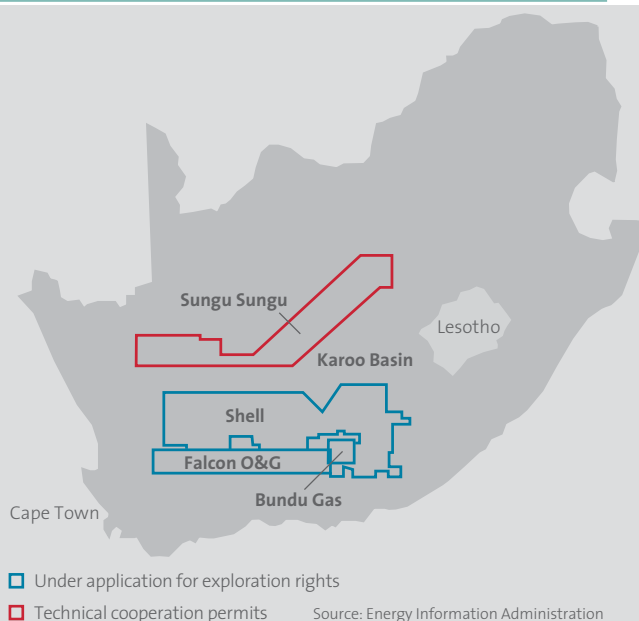 Sungu Sungu
Lesotho
Karoo Basin
Shell
Falcon O&G
Bundu Gas
Cape Town
Under application for exploration rights
Technical cooperation permits
Source: Energy Information Administration